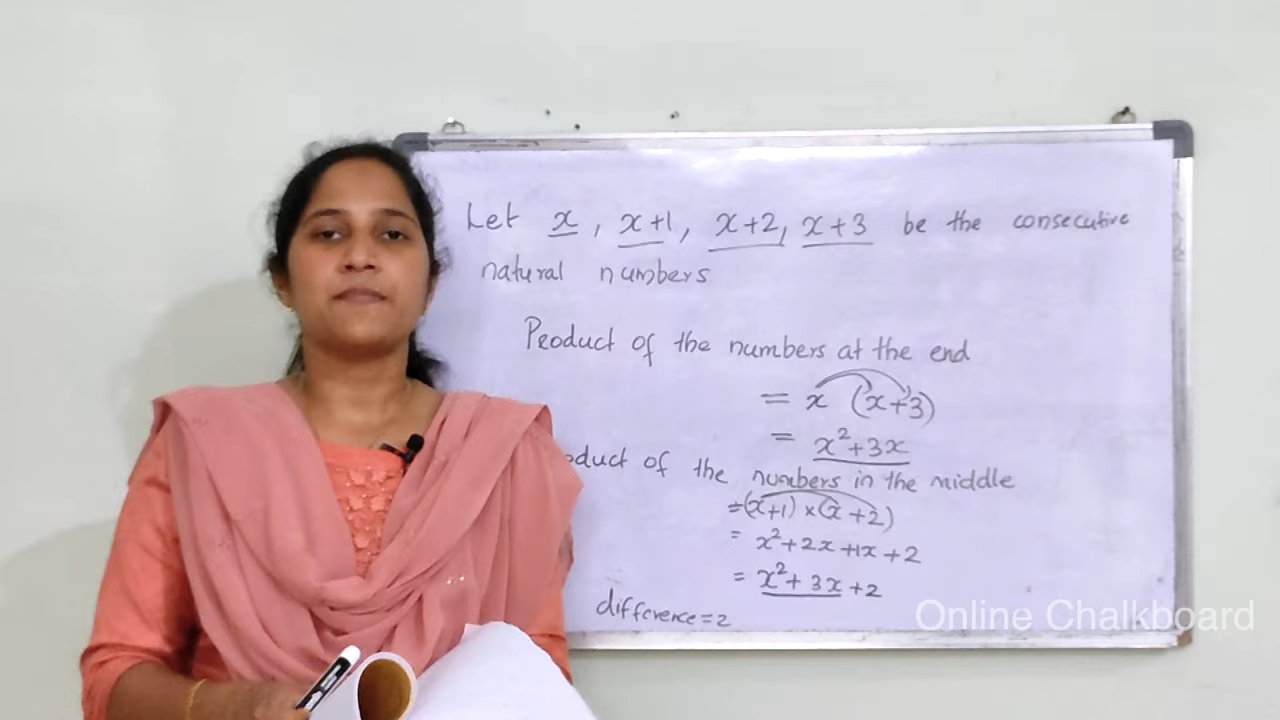 Let x, x+1, x+2, x+3 be the consecutive
natural numbers
Product of the numbers at the end
= x (x+3)
= x²+3x
oduct of the numbers in the middle
=(x+1)×(x+2)
= x²+2x+1x+2
= x²+3x+2
difference=2
Online Chalkboard